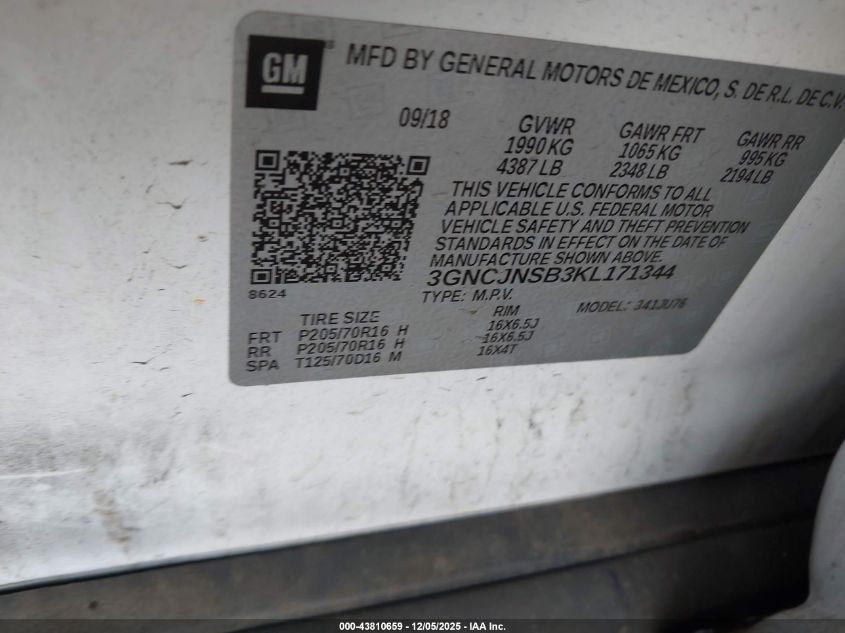 GM
MFD BY GENERAL MOTORS DE MEXICO, S. DE R.L. DE C.V.
09/18 GVWR GAWR FRT GAWR RR
1990 KG 1065 KG 995 KG
4387 LB 2348 LB 2194 LB
THIS VEHICLE CONFORMS TO ALL
APPLICABLE U.S. FEDERAL MOTOR
VEHICLE SAFETY AND THEFT PREVENTION
STANDARDS IN EFFECT ON THE DATE OF
MANUFACTURE SHOWN ABOVE.
3GNCJNSB3KL171344
8624
TYPE: M.P.V. MODEL: 341JU76
TIRE SIZE RIM
FRT P205/70R16 H 16X6.5J
RR P205/70R16 H 16X6.5J
SPA T125/70D16 M 16X4T
000-43810659 - 12/05/2025 - IAA Inc.